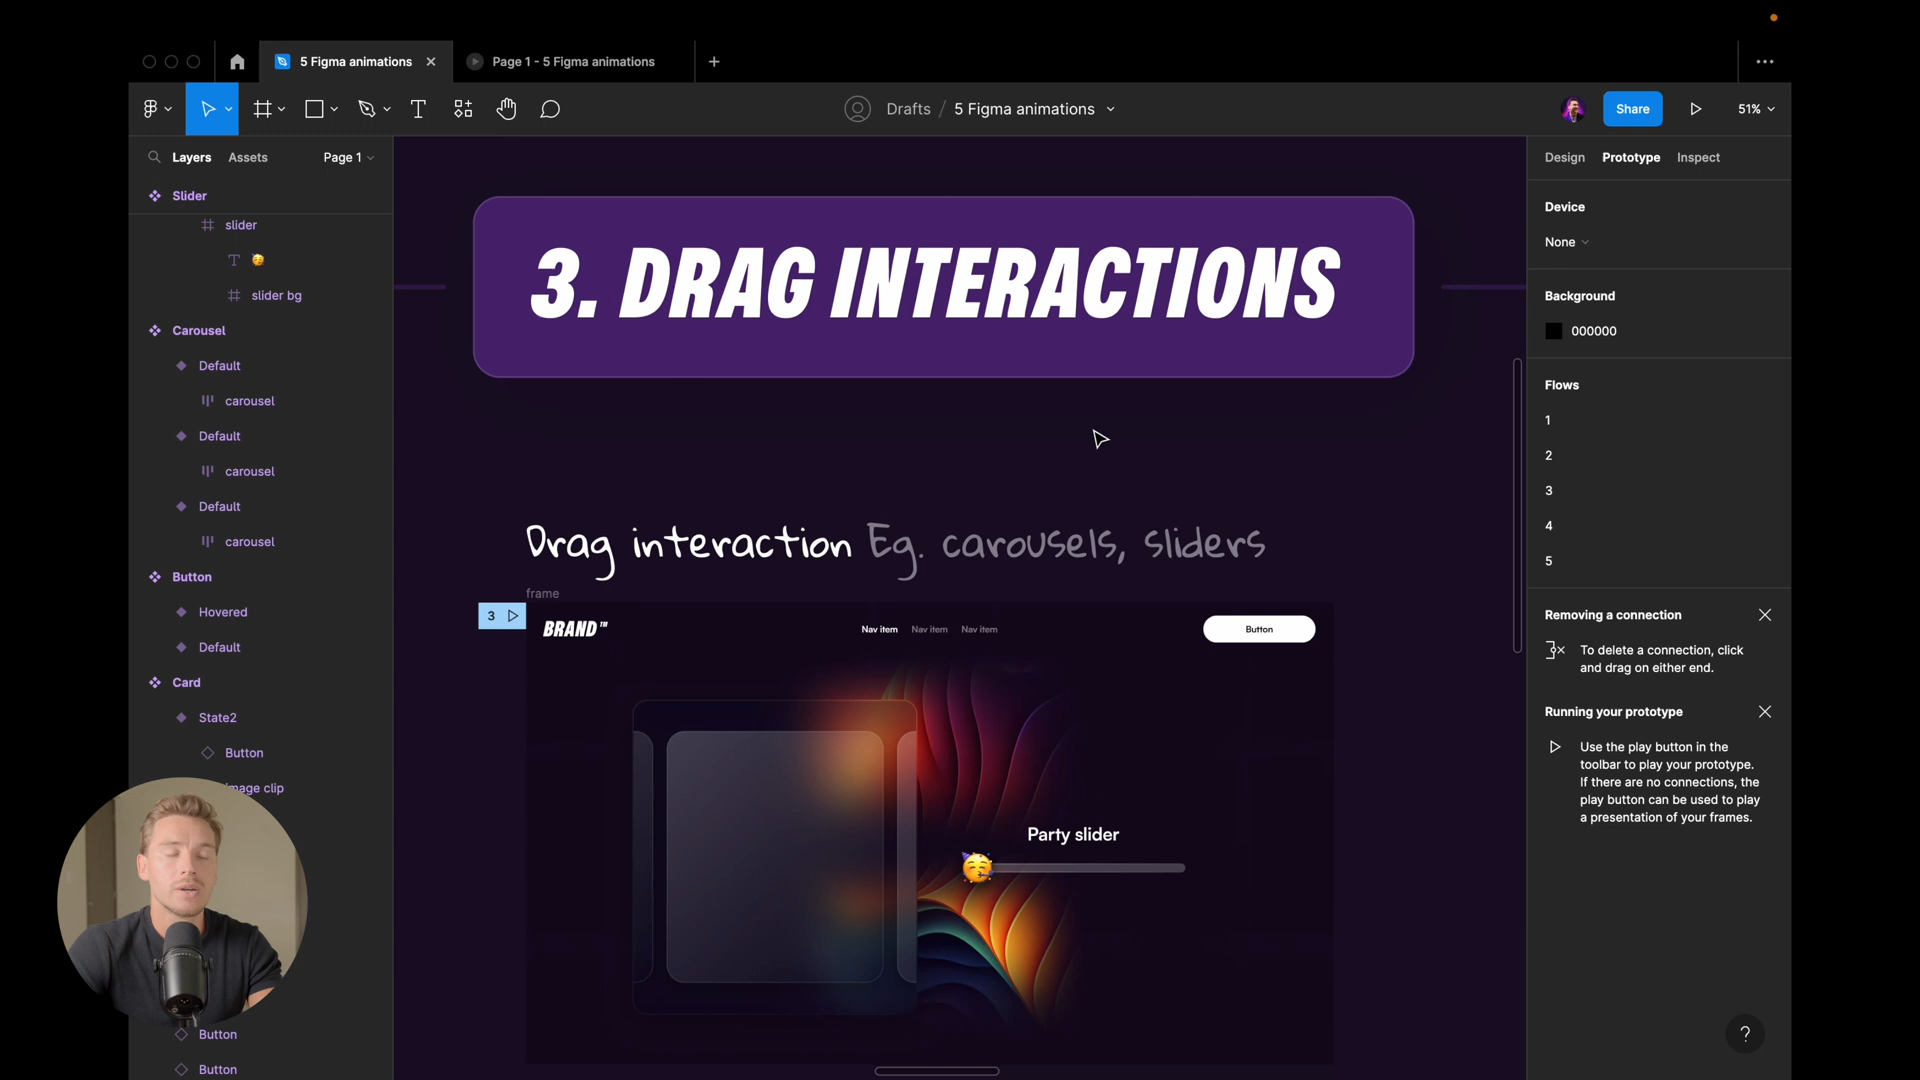 5 Figma animations
Page 1 - 5 Figma animations
Drafts / 5 Figma animations
Share
51%
Layers
Assets
Page 1
Slider
slider
🥳
slider bg
Carousel
Default
carousel
Default
carousel
Default
carousel
Button
Hovered
Default
Card
State2
Button
image clip
Button
Button
3. DRAG INTERACTIONS
Drag interaction Eg. carousels, sliders
frame
3
BRAND™
Nav item
Nav item
Nav item
Button
Party slider
Design
Prototype
Inspect
Device
None
Background
000000
Flows
1
2
3
4
5
Removing a connection
To delete a connection, click
and drag on either end.
Running your prototype
Use the play button in the
toolbar to play your prototype.
If there are no connections, the
play button can be used to play
a presentation of your frames.
?